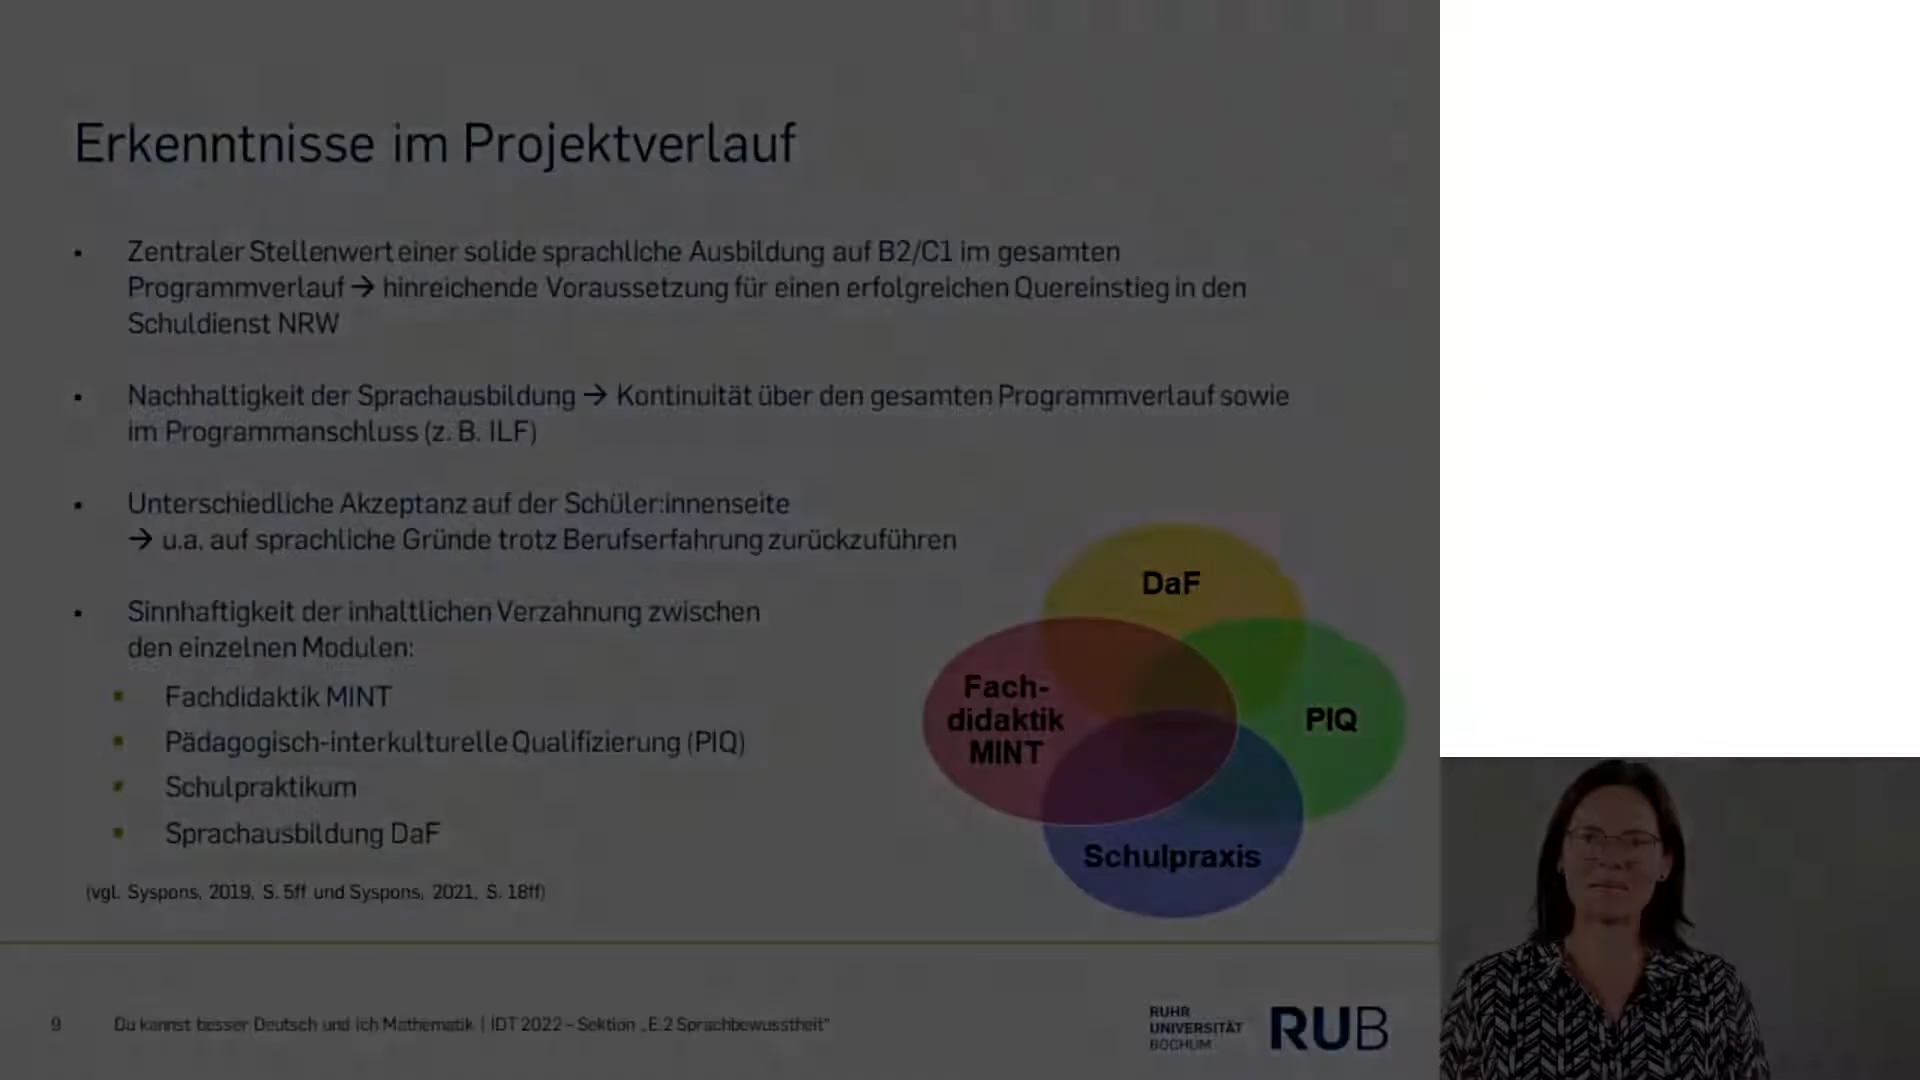 Erkenntnisse im Projektverlauf
▪ Zentraler Stellenwert einer solide sprachliche Ausbildung auf B2/C1 im gesamten
Programmverlauf → hinreichende Voraussetzung für einen erfolgreichen Quereinstieg in den
Schuldienst NRW
▪ Nachhaltigkeit der Sprachausbildung → Kontinuität über den gesamten Programmverlauf sowie
im Programmanschluss (z. B. ILF)
▪ Unterschiedliche Akzeptanz auf der Schüler:innenseite
→ u.a. auf sprachliche Gründe trotz Berufserfahrung zurückzuführen
▪ Sinnhaftigkeit der inhaltlichen Verzahnung zwischen
den einzelnen Modulen:
▪ Fachdidaktik MINT
▪ Pädagogisch-interkulturelle Qualifizierung (PIQ)
▪ Schulpraktikum
▪ Sprachausbildung DaF
(vgl. Syspons, 2019, S. 5ff und Syspons, 2021, S. 18ff)
DaF
Fach-
didaktik
MINT
PIQ
Schulpraxis
9 Du kannst besser Deutsch und ich Mathematik | IDT 2022 – Sektion „E.2 Sprachbewusstheit"
RUHR
UNIVERSITÄT
BOCHUM
RUB